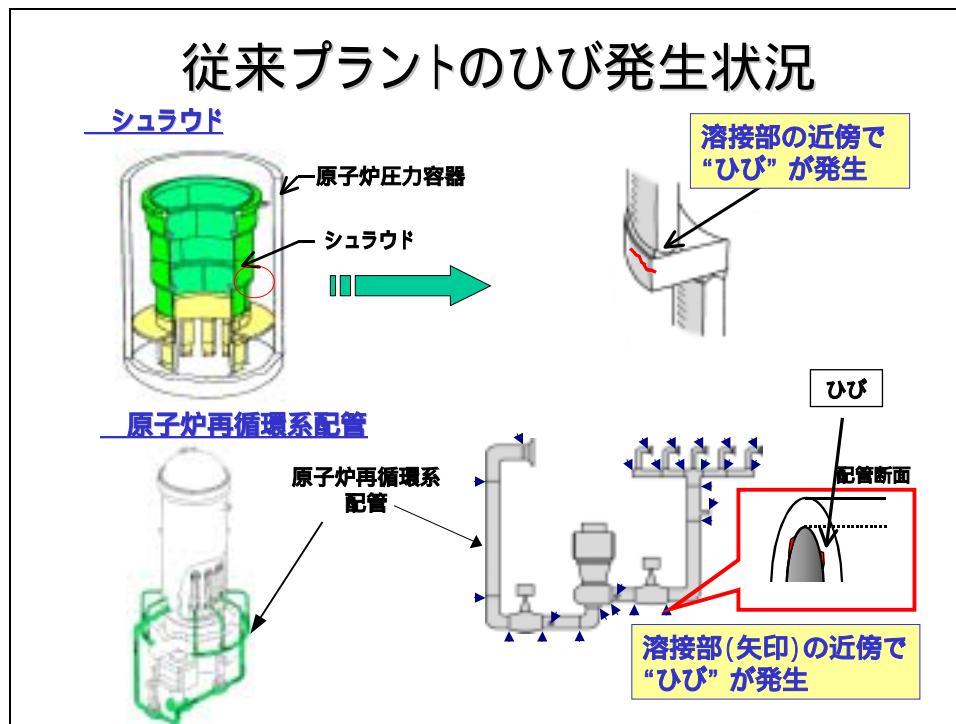 従来プラントのひび発生状況
シュラウド
溶接部の近傍で
“ひび” が発生
原子炉圧力容器
シュラウド
原子炉再循環系配管
ひび
原子炉再循環系
配管
配管断面
溶接部(矢印)の近傍で
“ひび” が発生